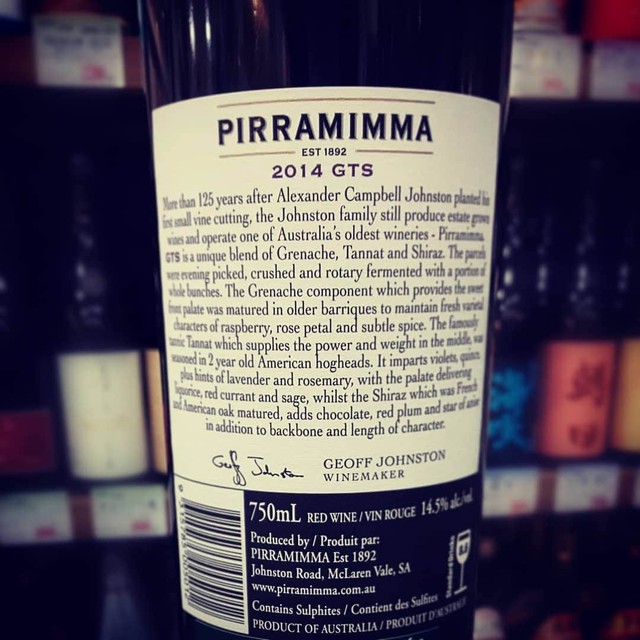 PIRRAMIMMA
EST 1892
2014 GTS
More than 125 years after Alexander Campbell Johnston planted his
first small vine cutting, the Johnston family still produce estate grown
wines and operate one of Australia's oldest wineries - Pirramimma.
GTS is a unique blend of Grenache, Tannat and Shiraz. The parcels
were evening picked, crushed and rotary fermented with a portion of
whole bunches. The Grenache component which provides the sweet
front palate was matured in older barriques to maintain fresh varietal
characters of raspberry, rose petal and subtle spice. The famously
tannic Tannat which supplies the power and weight in the middle, was
seasoned in 2 year old American hogheads. It imparts violets, quince,
plus hints of lavender and rosemary, with the palate delivering
liquorice, red currant and sage, whilst the Shiraz which was French
and American oak matured, adds chocolate, red plum and star of anise
in addition to backbone and length of character.
Geoff Johnston
GEOFF JOHNSTON
WINEMAKER
750mL RED WINE / VIN ROUGE 14.5% alc./vol.
Produced by / Produit par:
PIRRAMIMMA Est 1892
Johnston Road, McLaren Vale, SA
www.pirramimma.com.au
Contains Sulphites / Contient des Sulfites
PRODUCT OF AUSTRALIA / PRODUIT D'AUSTRALIE